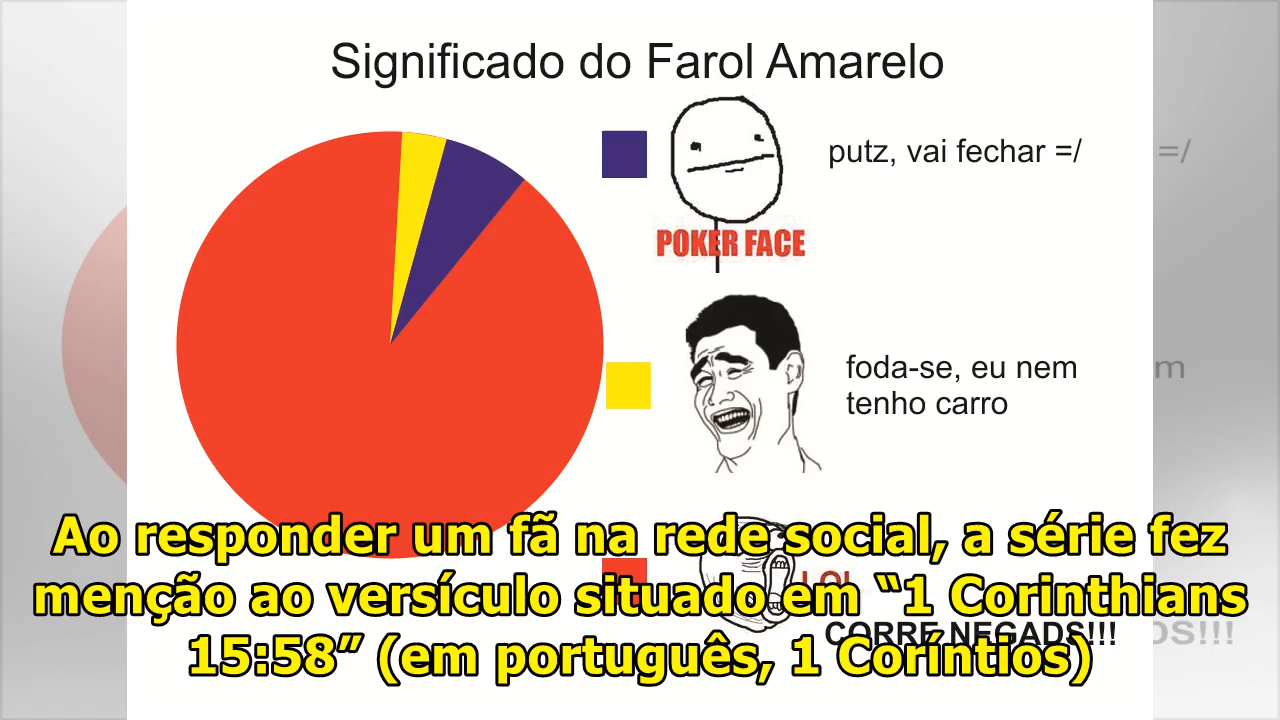 Significado do Farol Amarelo
putz, vai fechar =/
=/
POKER FACE
foda-se, eu nem
tenho carro
m
LOL
CORRE NEGADS!!!
OS!!!
Ao responder um fã na rede social, a série fez
menção ao versículo situado em “1 Corinthians
15:58” (em português, 1 Coríntios)